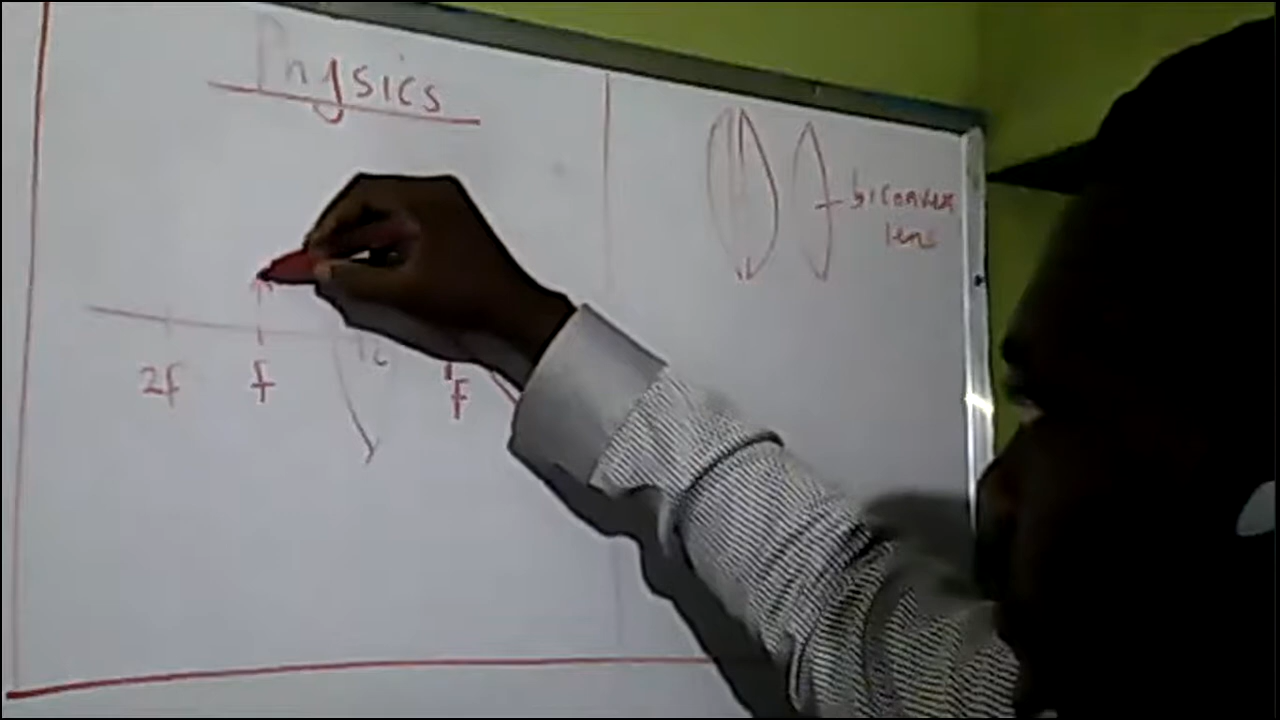 Physics
biconvex
lens
2f f c f